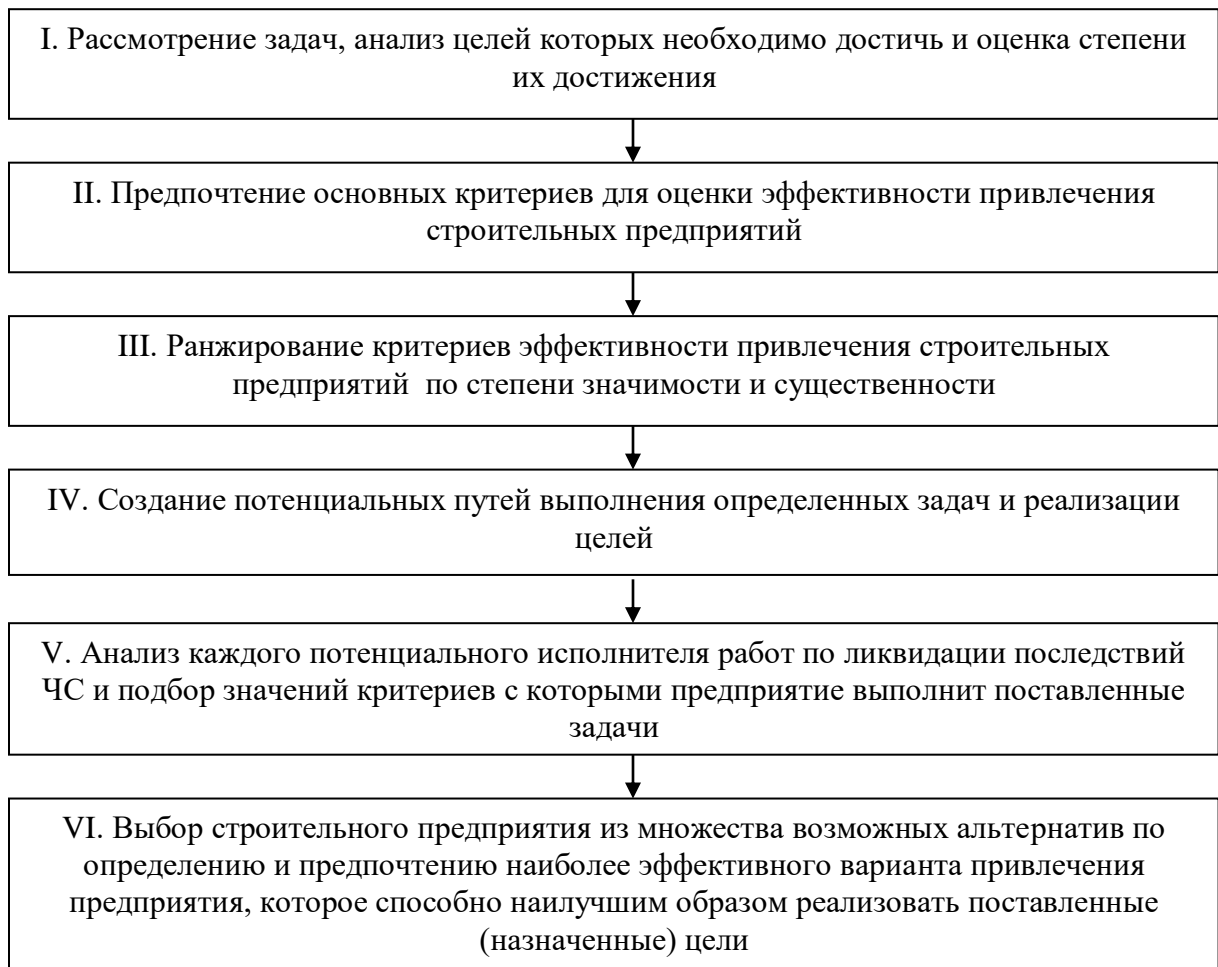 I. Рассмотрение задач, анализ целей которых необходимо достичь и оценка степени
их достижения
II. Предпочтение основных критериев для оценки эффективности привлечения
строительных предприятий
III. Ранжирование критериев эффективности привлечения строительных
предприятий по степени значимости и существенности
IV. Создание потенциальных путей выполнения определенных задач и реализации
целей
V. Анализ каждого потенциального исполнителя работ по ликвидации последствий
ЧС и подбор значений критериев с которыми предприятие выполнит поставленные
задачи
VI. Выбор строительного предприятия из множества возможных альтернатив по
определению и предпочтению наиболее эффективного варианта привлечения
предприятия, которое способно наилучшим образом реализовать поставленные
(назначенные) цели